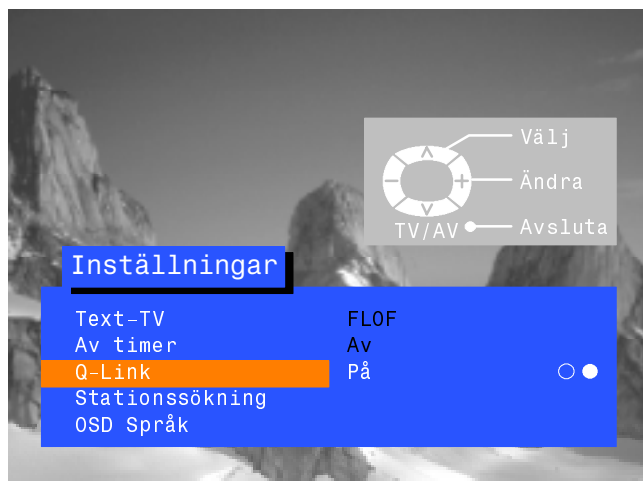 Välj
Ändra
TV/AV Avsluta
Inställningar
Text-TV FLOF
Av timer Av
Q-Link På
Stationssökning
OSD Språk